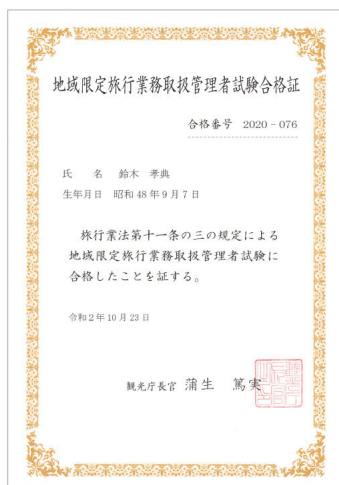 地域限定旅行業務取扱管理者試験合格証
合格番号 2020-076
氏 名 鈴木 孝典
生年月日 昭和48年9月7日
旅行業法第十一条の三の規定による
地域限定旅行業務取扱管理者試験に
合格したことを証する。
令和2年10月23日
観光庁長官 蒲生 篤実